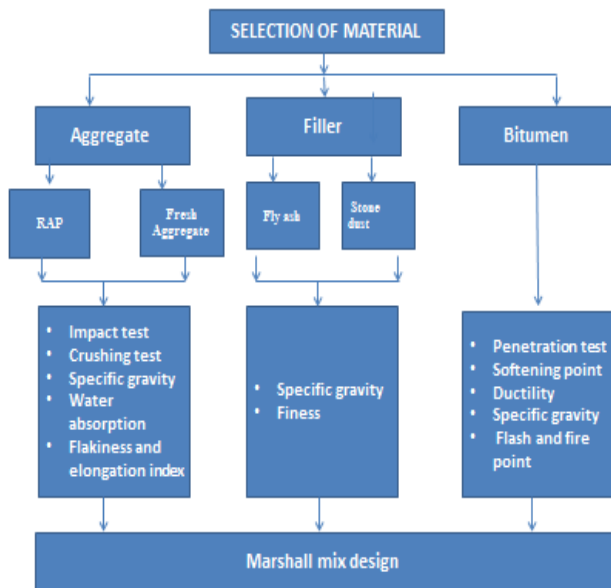 SELECTION OF MATERIAL
Aggregate
Filler
Bitumen
RAP
Fresh
Aggregate
Fly ash
Stone
dust
• Impact test
• Crushing test
• Specific gravity
• Water
absorption
• Flakiness and
elongation index
• Specific gravity
• Finess
• Penetration test
• Softening point
• Ductility
• Specific gravity
• Flash and fire
point
Marshall mix design